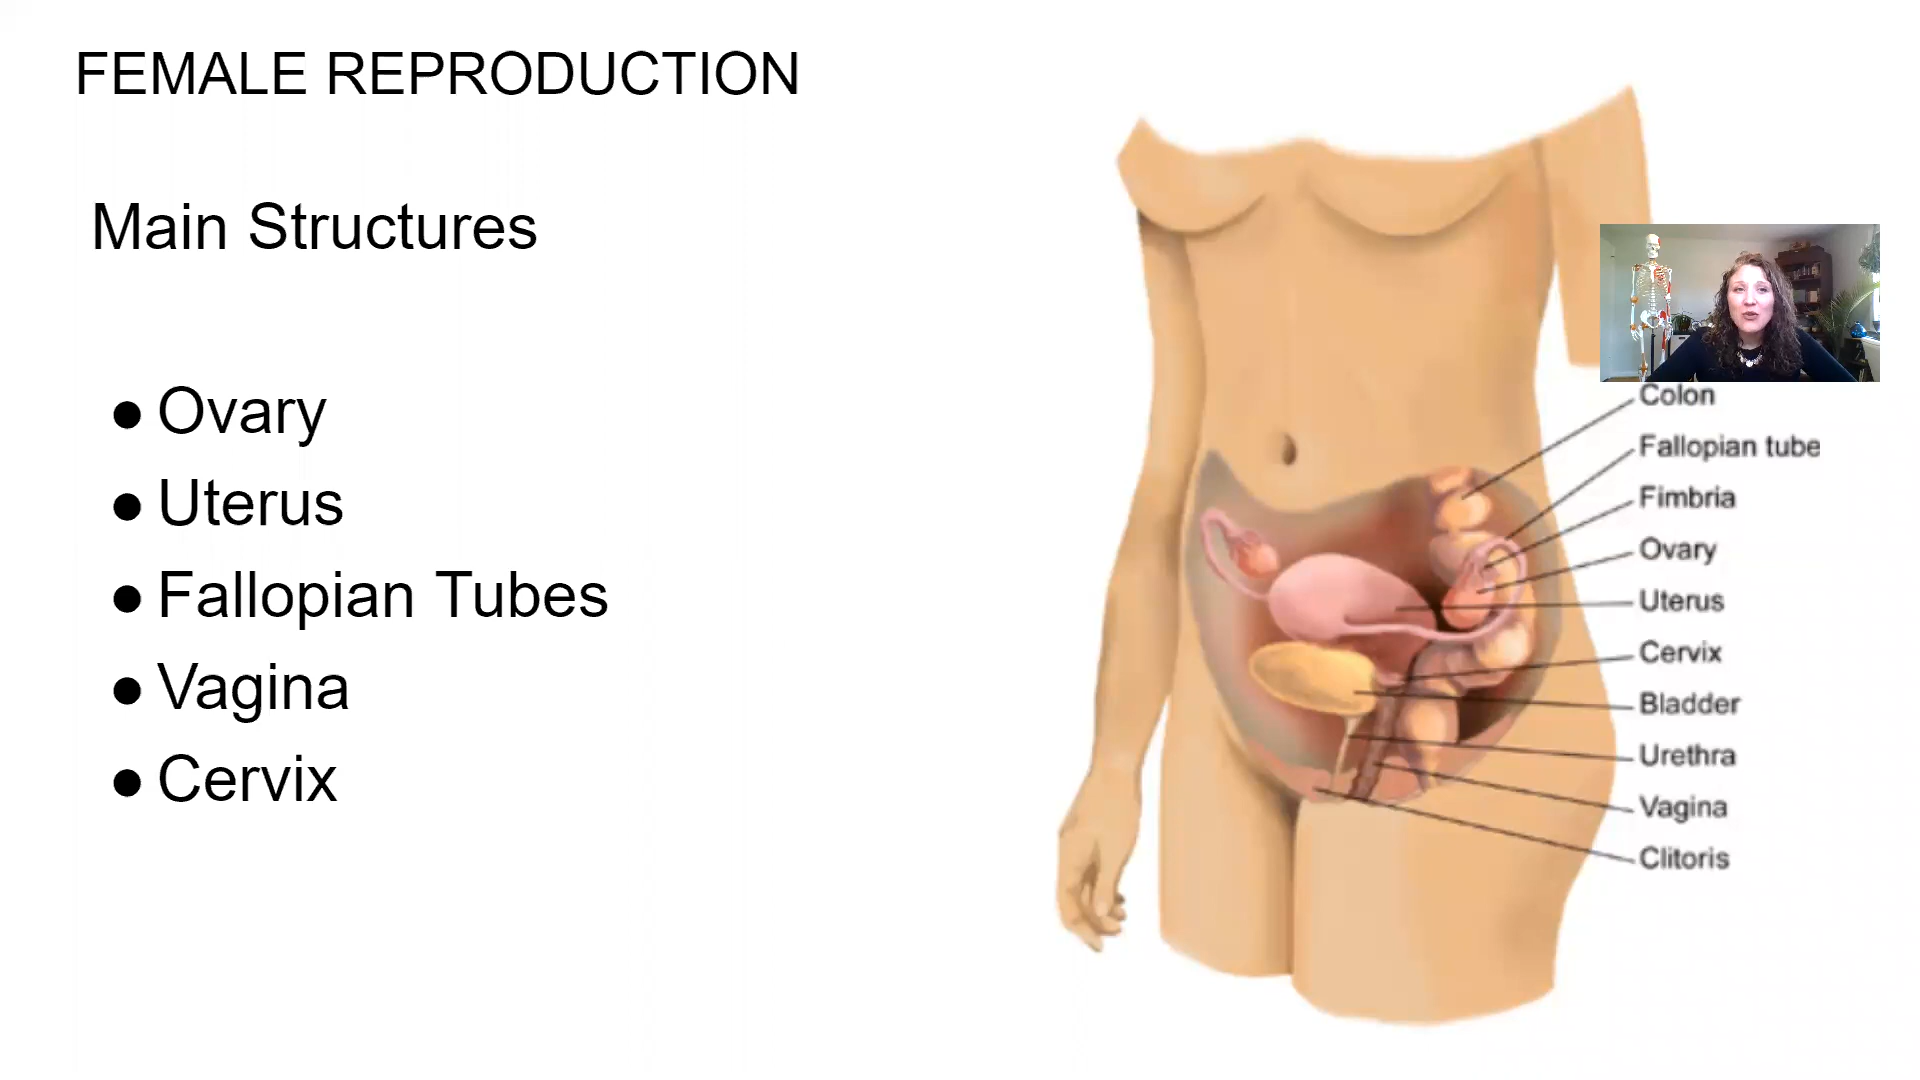 FEMALE REPRODUCTION
Main Structures
● Ovary
● Uterus
● Fallopian Tubes
● Vagina
● Cervix
Colon
Fallopian tube
Fimbria
Ovary
Uterus
Cervix
Bladder
Urethra
Vagina
Clitoris